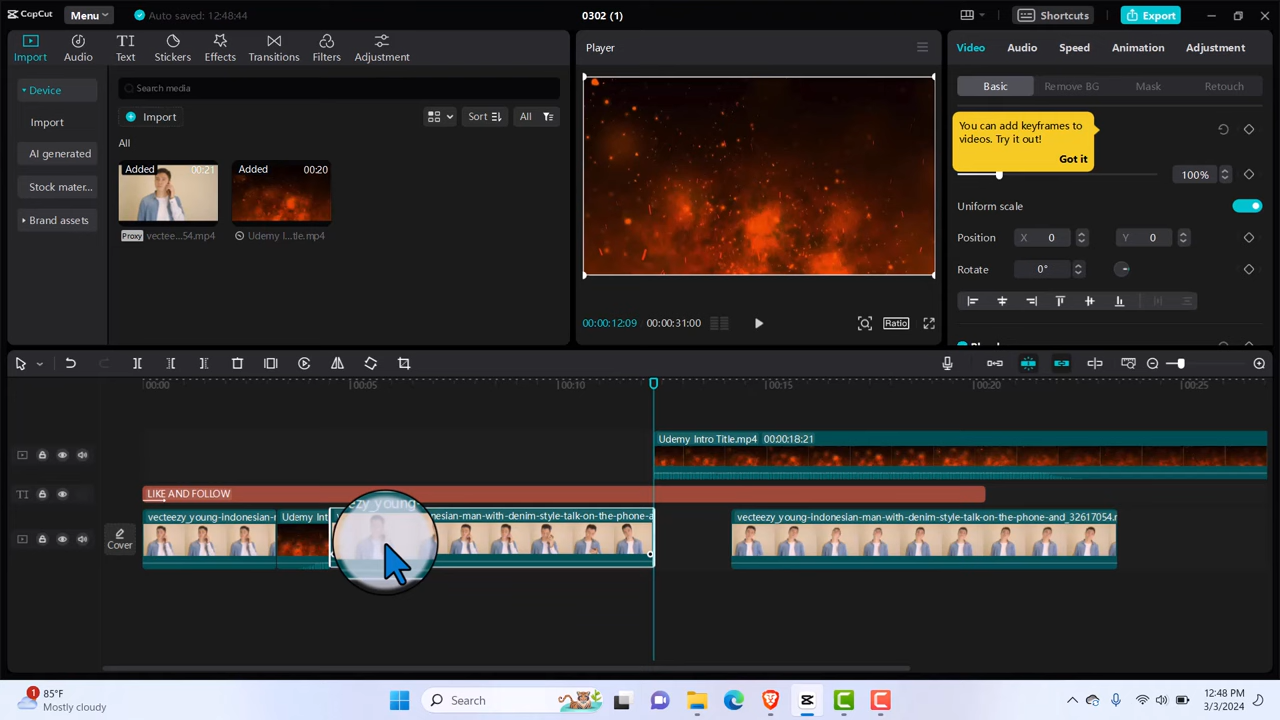 CapCut
Menu
Auto saved: 12:48:44
0302 (1)
Shortcuts
Export
Import
Audio
Text
Stickers
Effects
Transitions
Filters
Adjustment
Device
Import
AI generated
Stock mater...
Brand assets
Search media
Import
Sort
All
All
Added 00:21
Proxy vectee...54.mp4
Added 00:20
Udemy I...tle.mp4
Player
00:00:12:09 00:00:31:00
Ratio
Video Audio Speed Animation Adjustment
Basic Remove BG Mask Retouch
You can add keyframes to
videos. Try it out!
Got it
100%
Uniform scale
Position X 0 Y 0
Rotate 0°
00:00 00:05 00:10 00:15 00:20 00:25
Udemy Intro Title.mp4 00:00:18:21
TI
LIKE AND FOLLOW
Cover
vecteezy_young-indonesian-r
Udemy Int
ezy_young-
nesian-man-with-denim-style-talk-on-the-phone-a
vecteezy_young-indonesian-man-with-denim-style-talk-on-the-phone-and_32617054.mp4
1
85°F
Mostly cloudy
Search
12:48 PM
3/3/2024